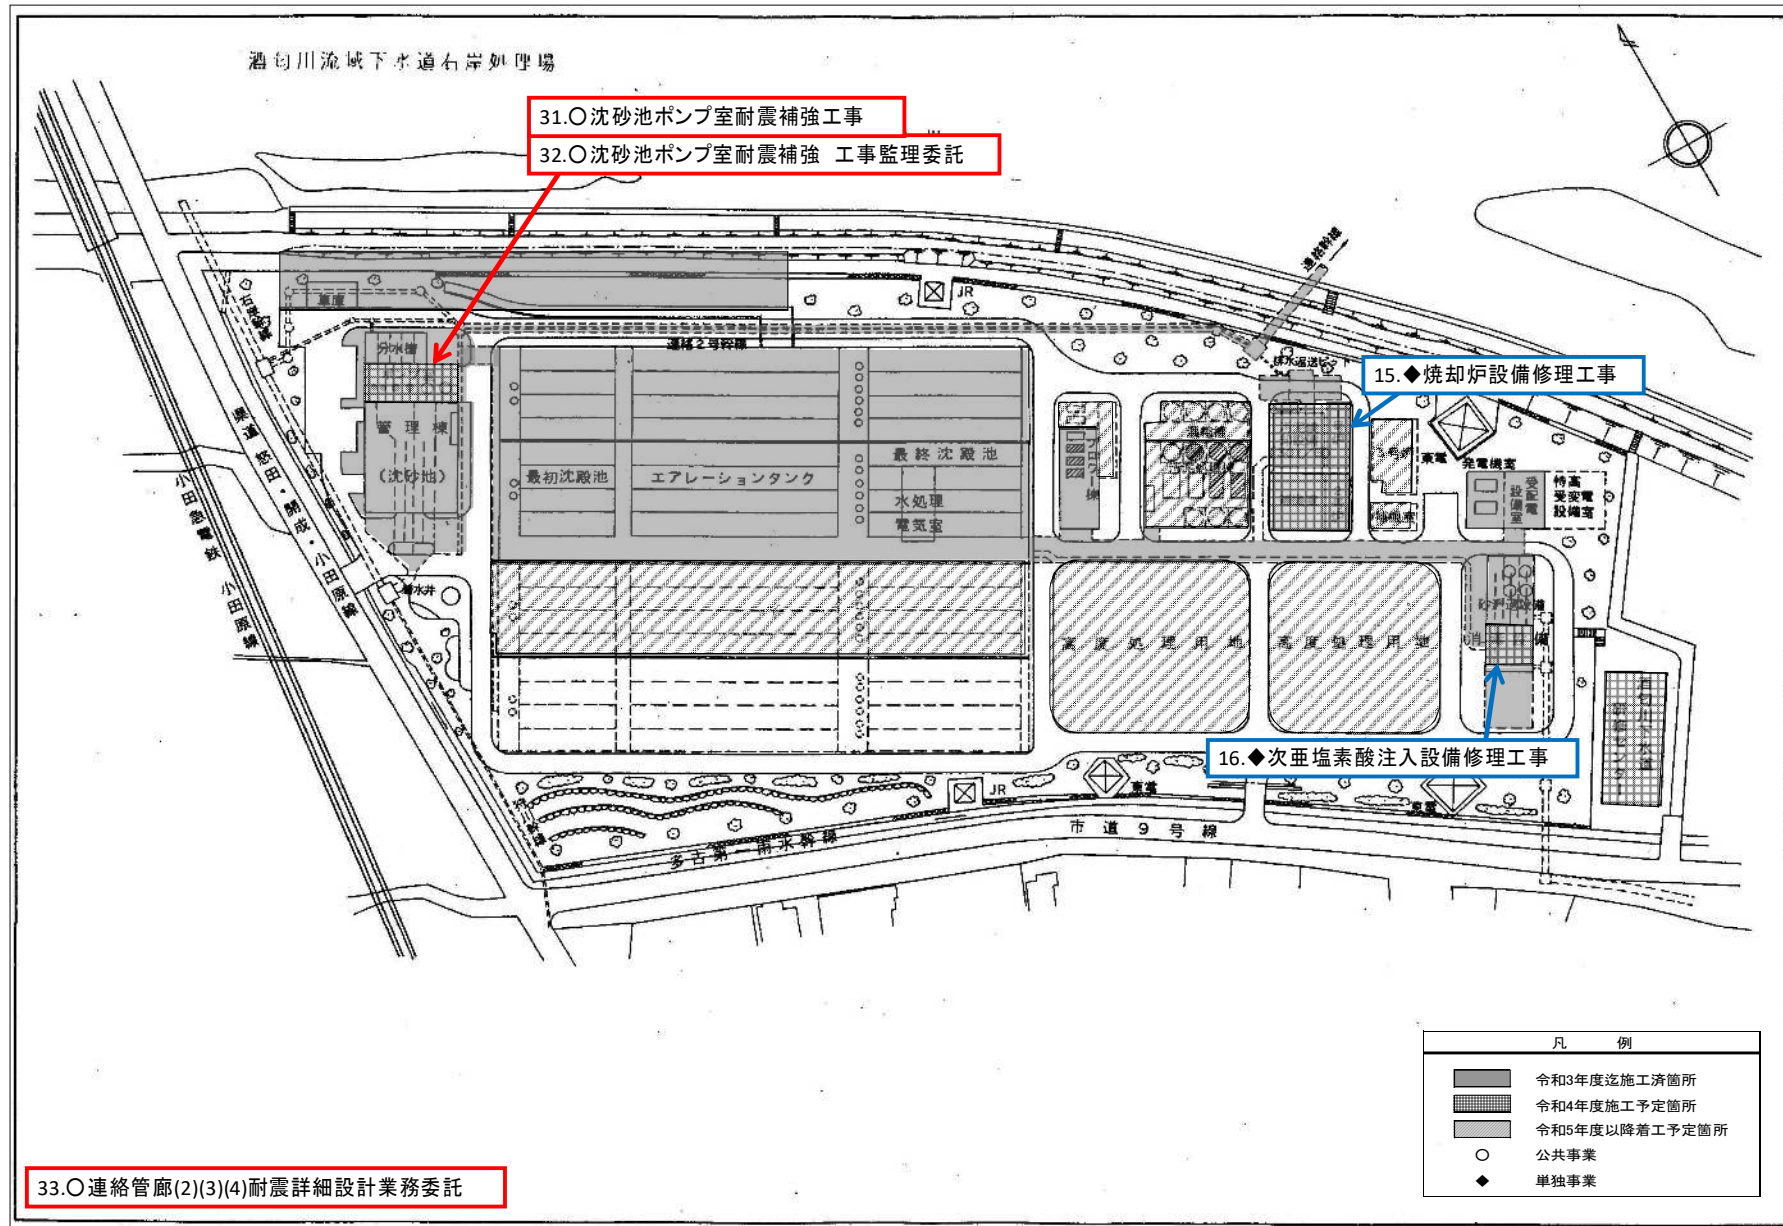 酒匂川流域下水道右岸処理場
31.〇沈砂池ポンプ室耐震補強工事
32.〇沈砂池ポンプ室耐震補強　工事監理委託
連絡幹線
JR
車庫
分水槽
連絡2号幹線
15.◆焼却炉設備修理工事
管理棟
(沈砂池)
最初沈殿池
エアレーションタンク
最終沈殿池
水処理
電気室
東電
発電機室
受配電
設備室
特高
受変電
設備室
県道
小田原線
小田急電鉄
小田原線
高度処理用地
高度処理用地
16.◆次亜塩素酸注入設備修理工事
JR
東電
東電
市道9号線
多古第一雨水幹線
凡　例
令和3年度迄施工済箇所
令和4年度施工予定箇所
令和5年度以降着工予定箇所
〇　公共事業
◆　単独事業
33.〇連絡管廊(2)(3)(4)耐震詳細設計業務委託